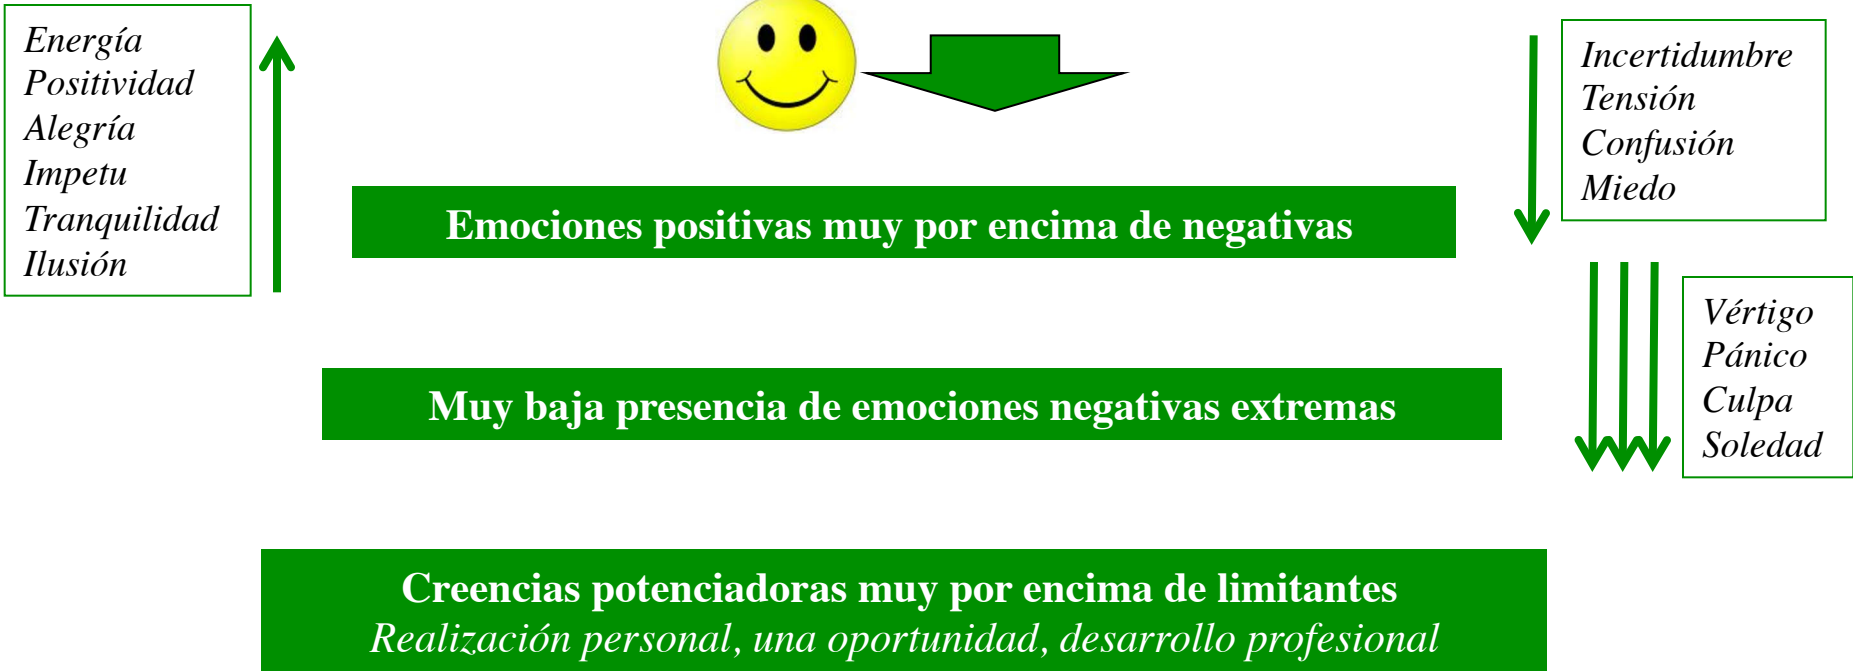 Energía
Positividad
Alegría
Impetu
Tranquilidad
Ilusión
Incertidumbre
Tensión
Confusión
Miedo
Emociones positivas muy por encima de negativas
Vértigo
Pánico
Culpa
Soledad
Muy baja presencia de emociones negativas extremas
Creencias potenciadoras muy por encima de limitantes
Realización personal, una oportunidad, desarrollo profesional